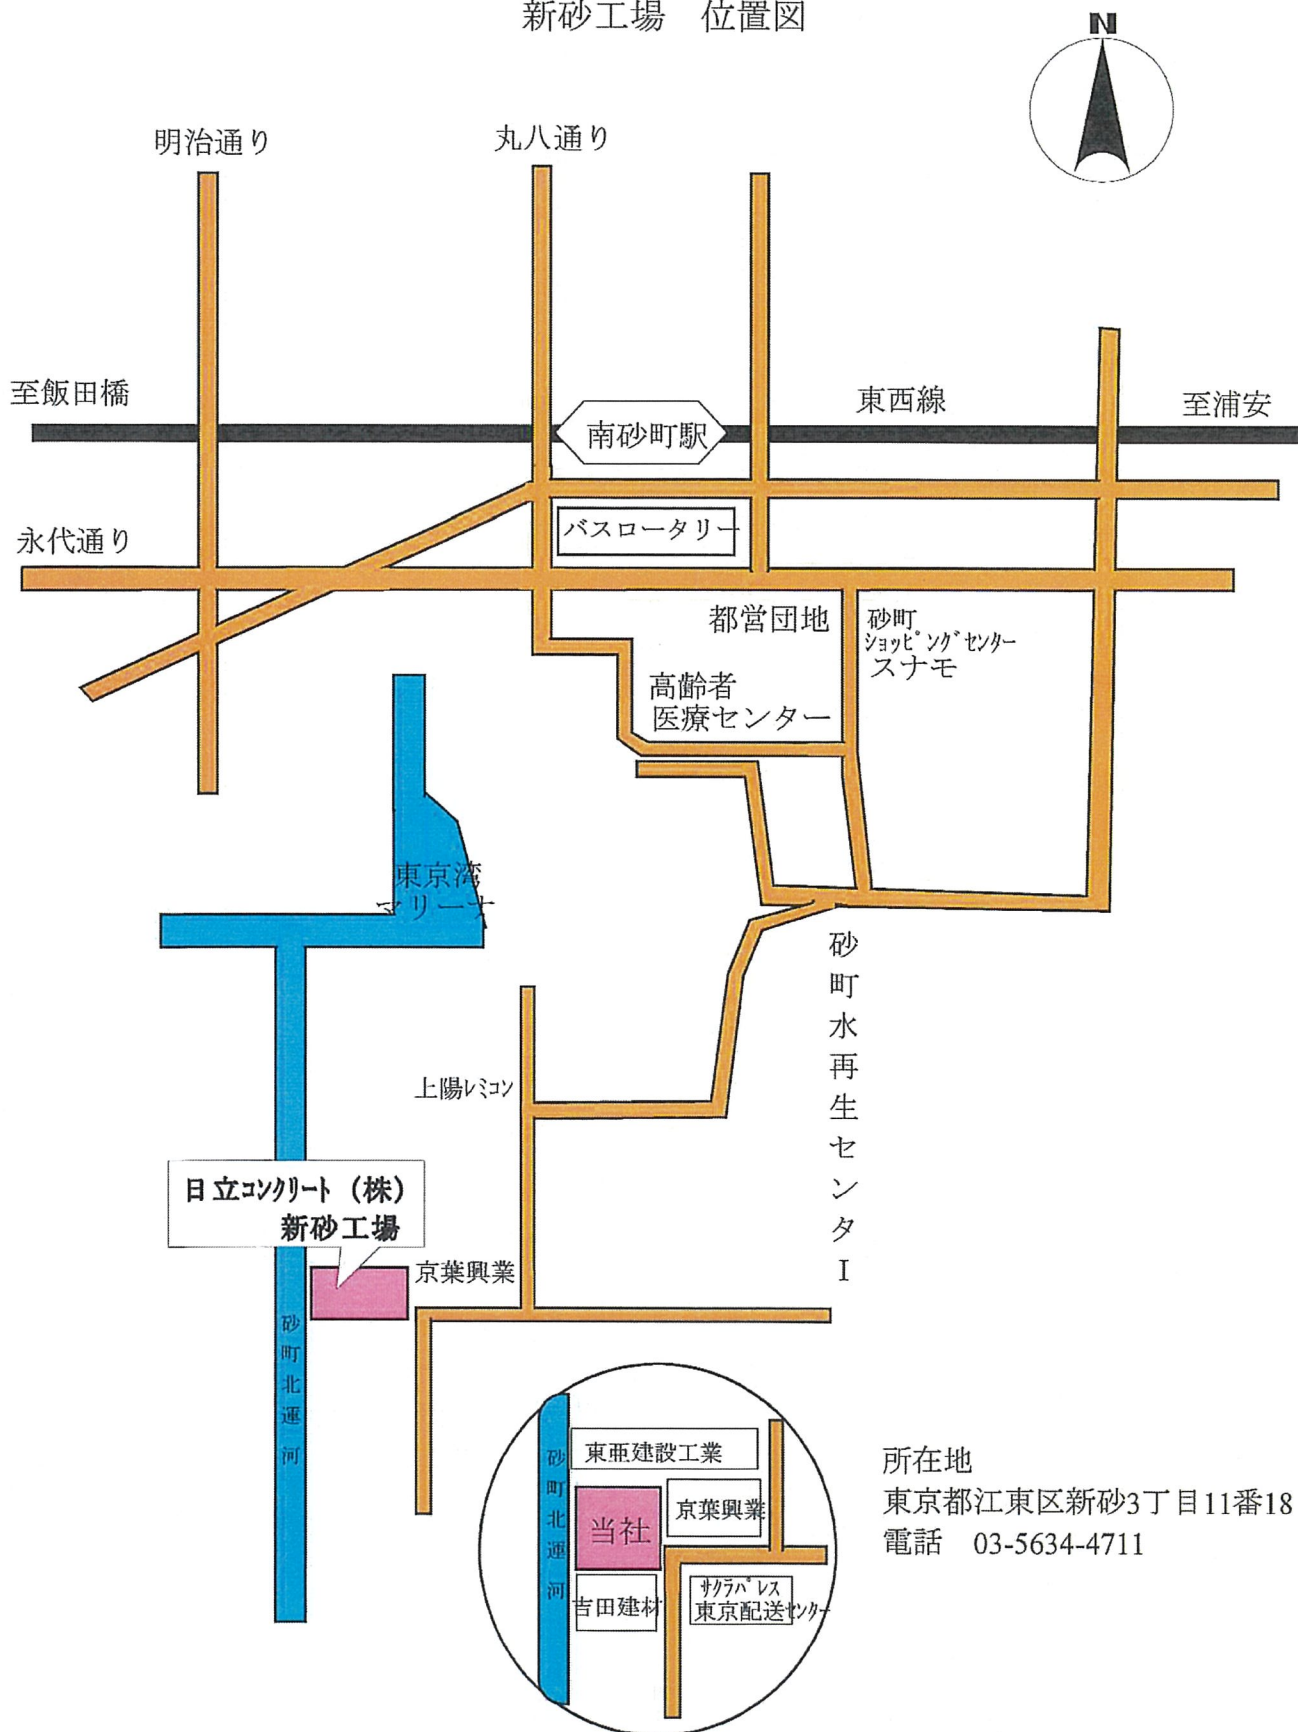 新砂工場　位置図
N
明治通り
丸八通り
至飯田橋
東西線
至浦安
南砂町駅
バスロータリー
永代通り
都営団地
砂町
ショッピングセンター
スナモ
高齢者
医療センター
東京湾
マリーナ
砂町水再生センターI
上陽レミコン
日立コンクリート（株）
新砂工場
京葉興業
砂町北運河
東亜建設工業
砂町北運河
京葉興業
当社
吉田建材
サクラパレス
東京配送センター
所在地
東京都江東区新砂3丁目11番18
電話　03-5634-4711